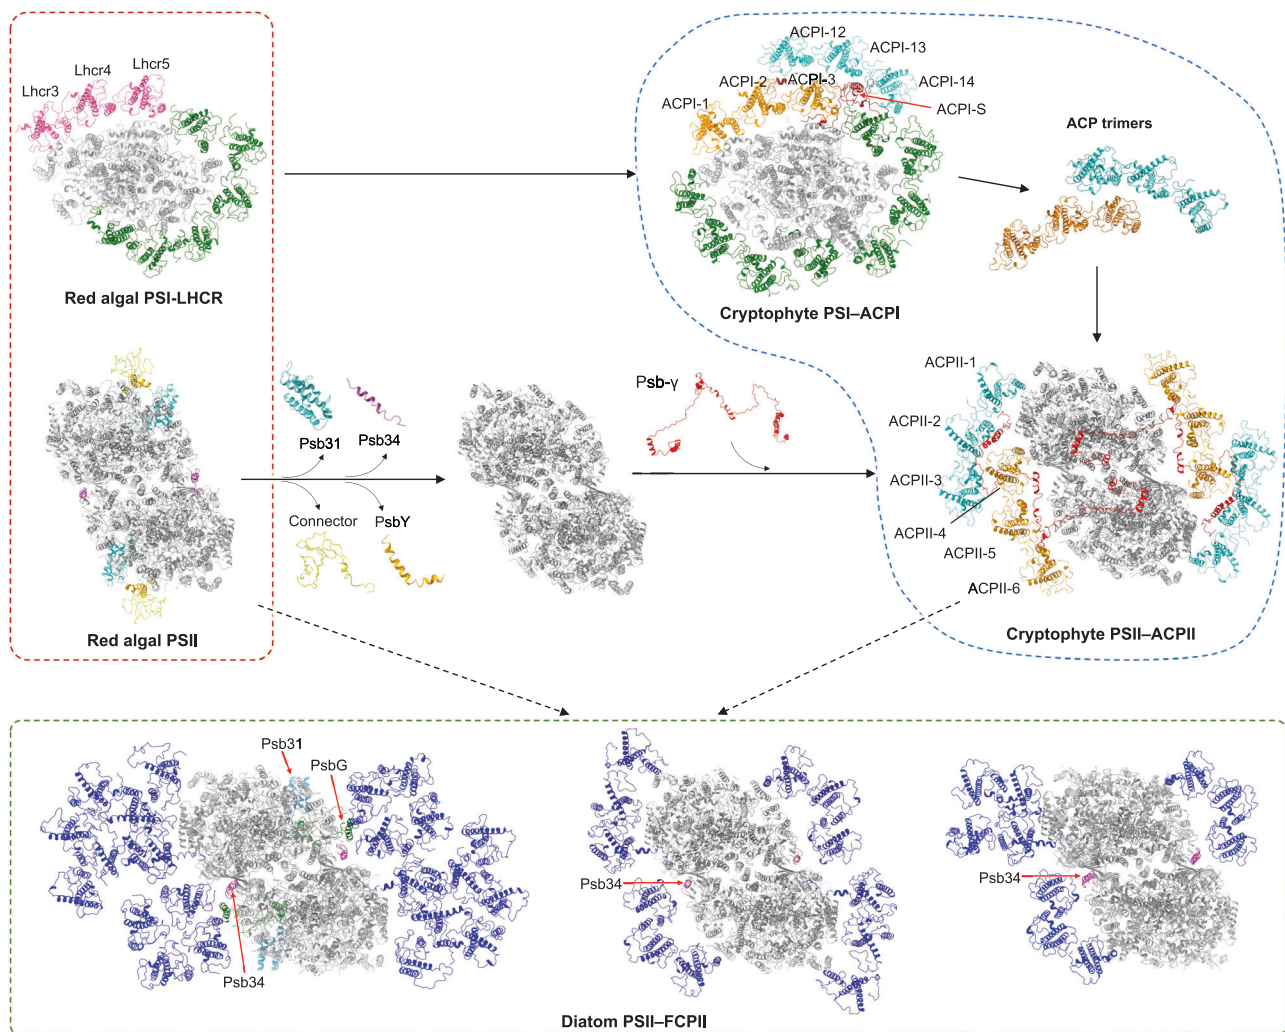 Lhcr3
Lhcr4
Lhcr5
Red algal PSI-LHCR
ACPI-12
ACPI-13
ACPI-14
ACPI-1
ACPI-2
ACPI-3
ACPI-S
Cryptophyte PSI–ACPI
ACP trimers
Red algal PSII
Psb31
Psb34
Connector
PsbY
Psb-γ
ACPII-1
ACPII-2
ACPII-3
ACPII-4
ACPII-5
ACPII-6
Cryptophyte PSII–ACPII
Psb31
PsbG
Psb34
Psb34
Psb34
Diatom PSII–FCPII